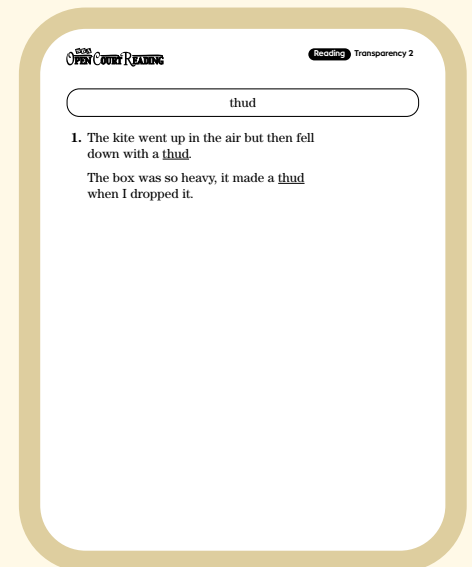 OPEN COURT READING
Reading Transparency 2
thud
1. The kite went up in the air but then fell
down with a thud.
The box was so heavy, it made a thud
when I dropped it.